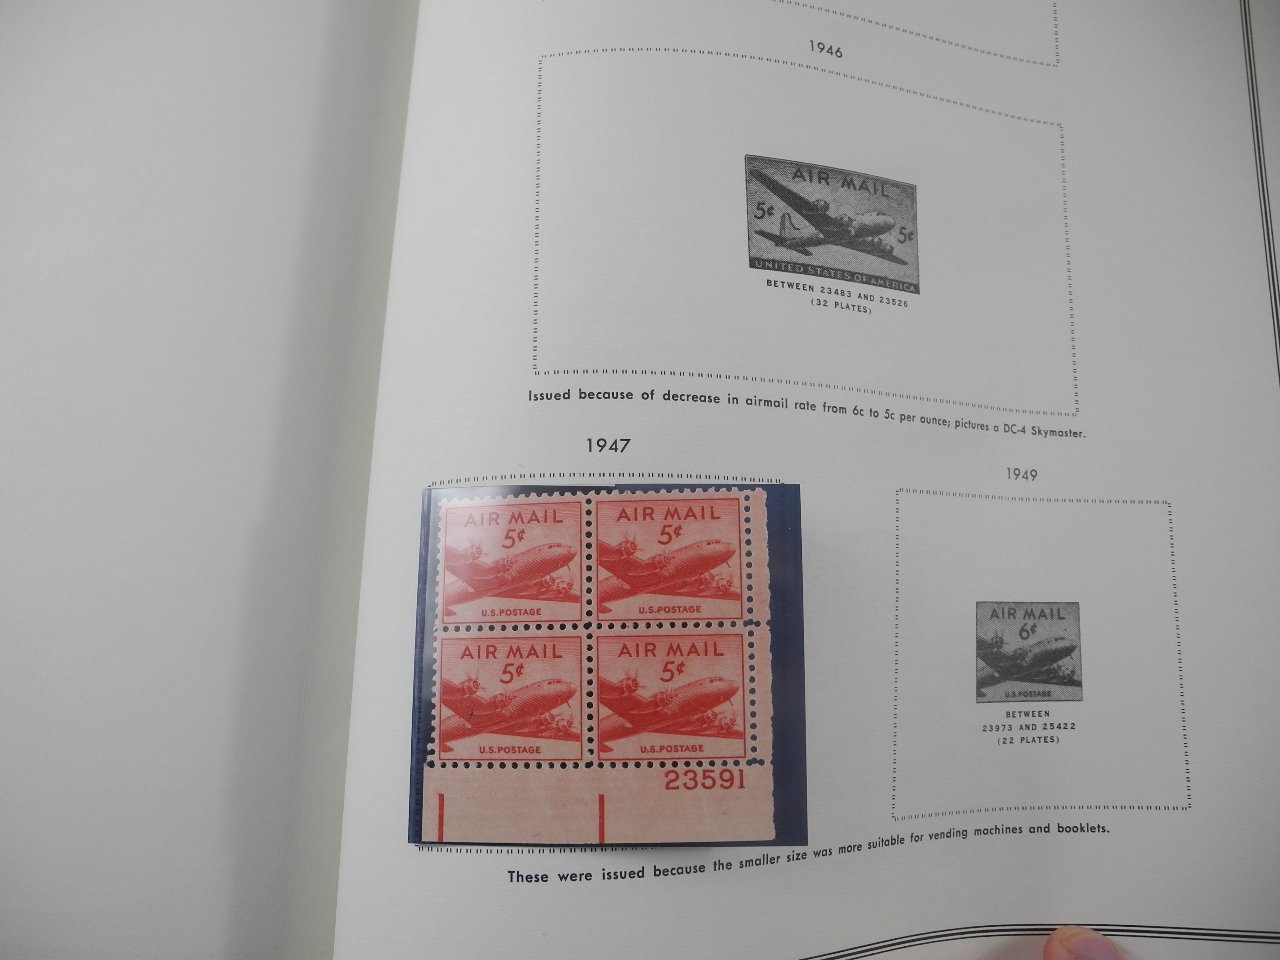 1946
AIR MAIL
5¢
5¢
UNITED STATES OF AMERICA
BETWEEN 23483 AND 23526
(32 PLATES)
Issued because of decrease in airmail rate from 6c to 5c per ounce; pictures a DC-4 Skymaster.
1947
AIR MAIL
5¢
U.S. POSTAGE
AIR MAIL
5¢
U.S. POSTAGE
AIR MAIL
5¢
U.S. POSTAGE
AIR MAIL
5¢
U.S. POSTAGE
23591
1949
AIR MAIL
6¢
U.S. POSTAGE
BETWEEN
23973 AND 25422
(22 PLATES)
These were issued because the smaller size was more suitable for vending machines and booklets.